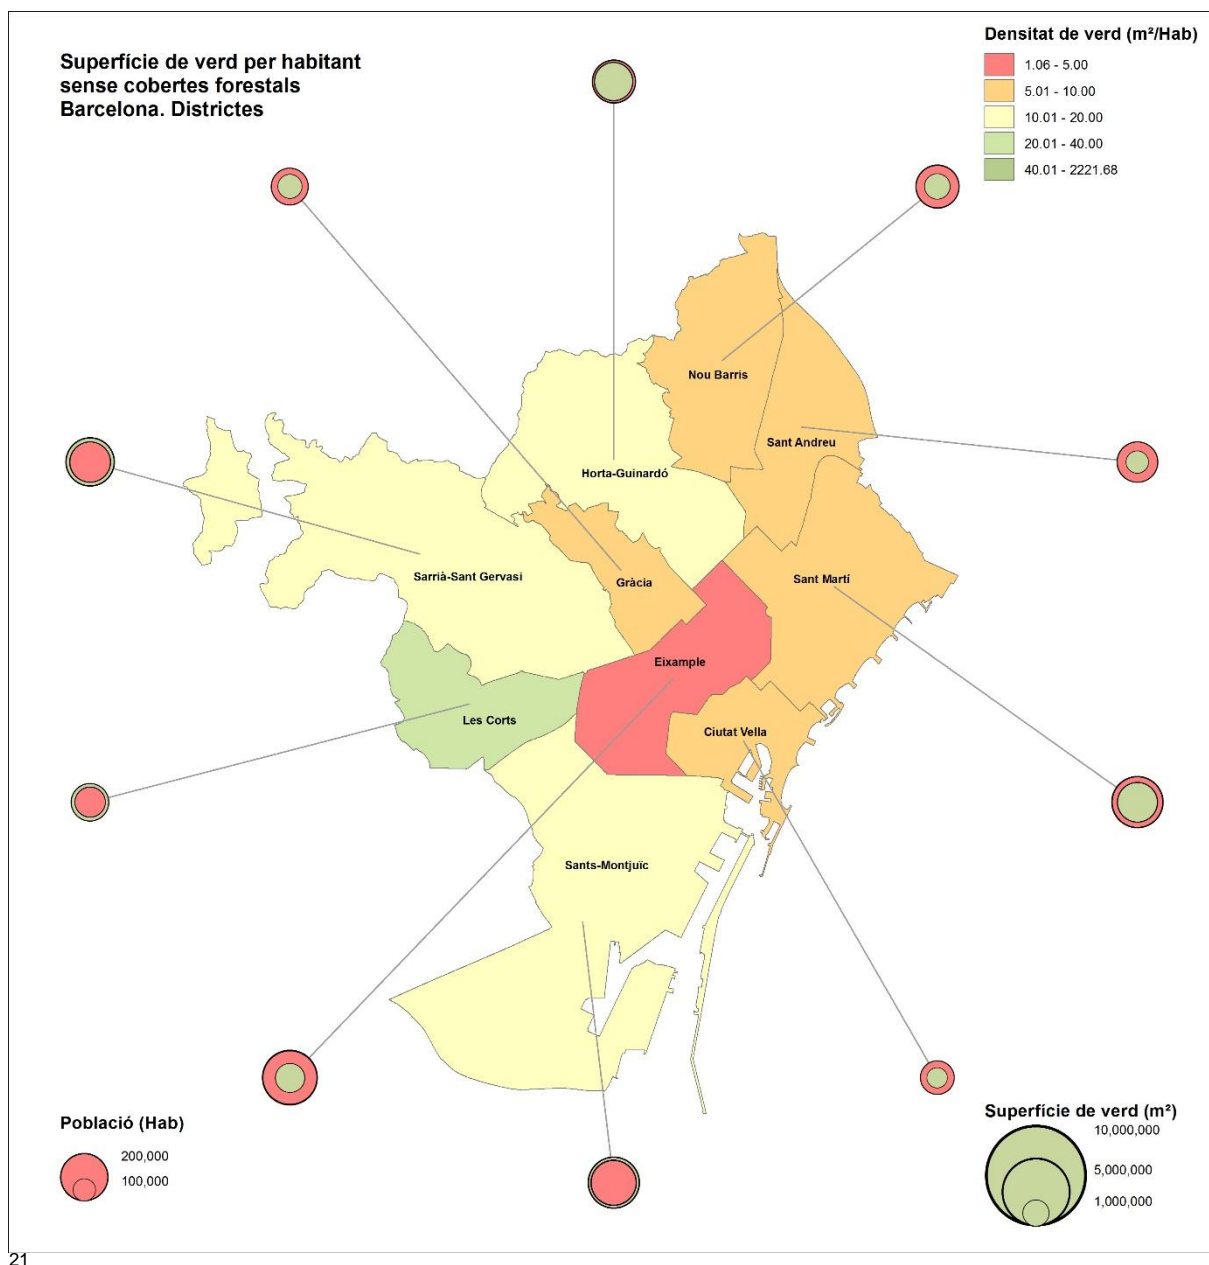 Superfície de verd per habitant
sense cobertes forestals
Barcelona. Districtes
Densitat de verd (m²/Hab)
1.06 - 5.00
5.01 - 10.00
10.01 - 20.00
20.01 - 40.00
40.01 - 2221.68
Nou Barris
Sant Andreu
Horta-Guinardó
Sarrià-Sant Gervasi
Gràcia
Sant Martí
Eixample
Les Corts
Ciutat Vella
Sants-Montjuïc
Població (Hab)
200,000
100,000
Superfície de verd (m²)
10,000,000
5,000,000
1,000,000
21